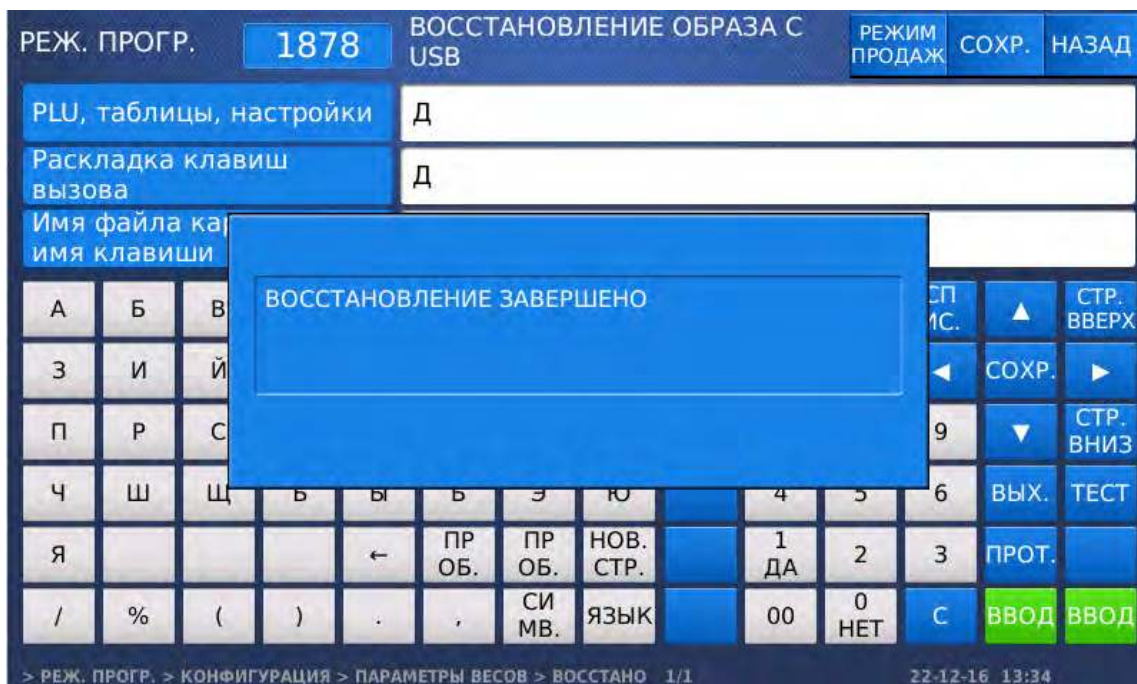 РЕЖ. ПРОГР. 1878 ВОССТАНОВЛЕНИЕ ОБРАЗА С
USB
РЕЖИМ
ПРОДАЖ
СОХР. НАЗАД
PLU, таблицы, настройки Д
Раскладка клавиш
вызова
Д
Имя файла
имя клавиши
ВОССТАНОВЛЕНИЕ ЗАВЕРШЕНО
А Б В
СТР.
ВВЕРХ
З И Й СОХР.
П Р С 9
СТР.
ВНИЗ
Ч Ш Щ Ъ Ы Ь Э Ю 4 5 6 ВЫХ. ТЕСТ
Я ←
ПР
ОБ.
ПР
ОБ.
НОВ.
СТР.
1
ДА
2 3 ПРОТ.
/ % ( ) . ,
СИ
МВ.
ЯЗЫК 00
0
НЕТ
C ВВОД ВВОД
> РЕЖ. ПРОГР. > КОНФИГУРАЦИЯ > ПАРАМЕТРЫ ВЕСОВ > ВОССТАНО 1/1 22-12-16 13:34